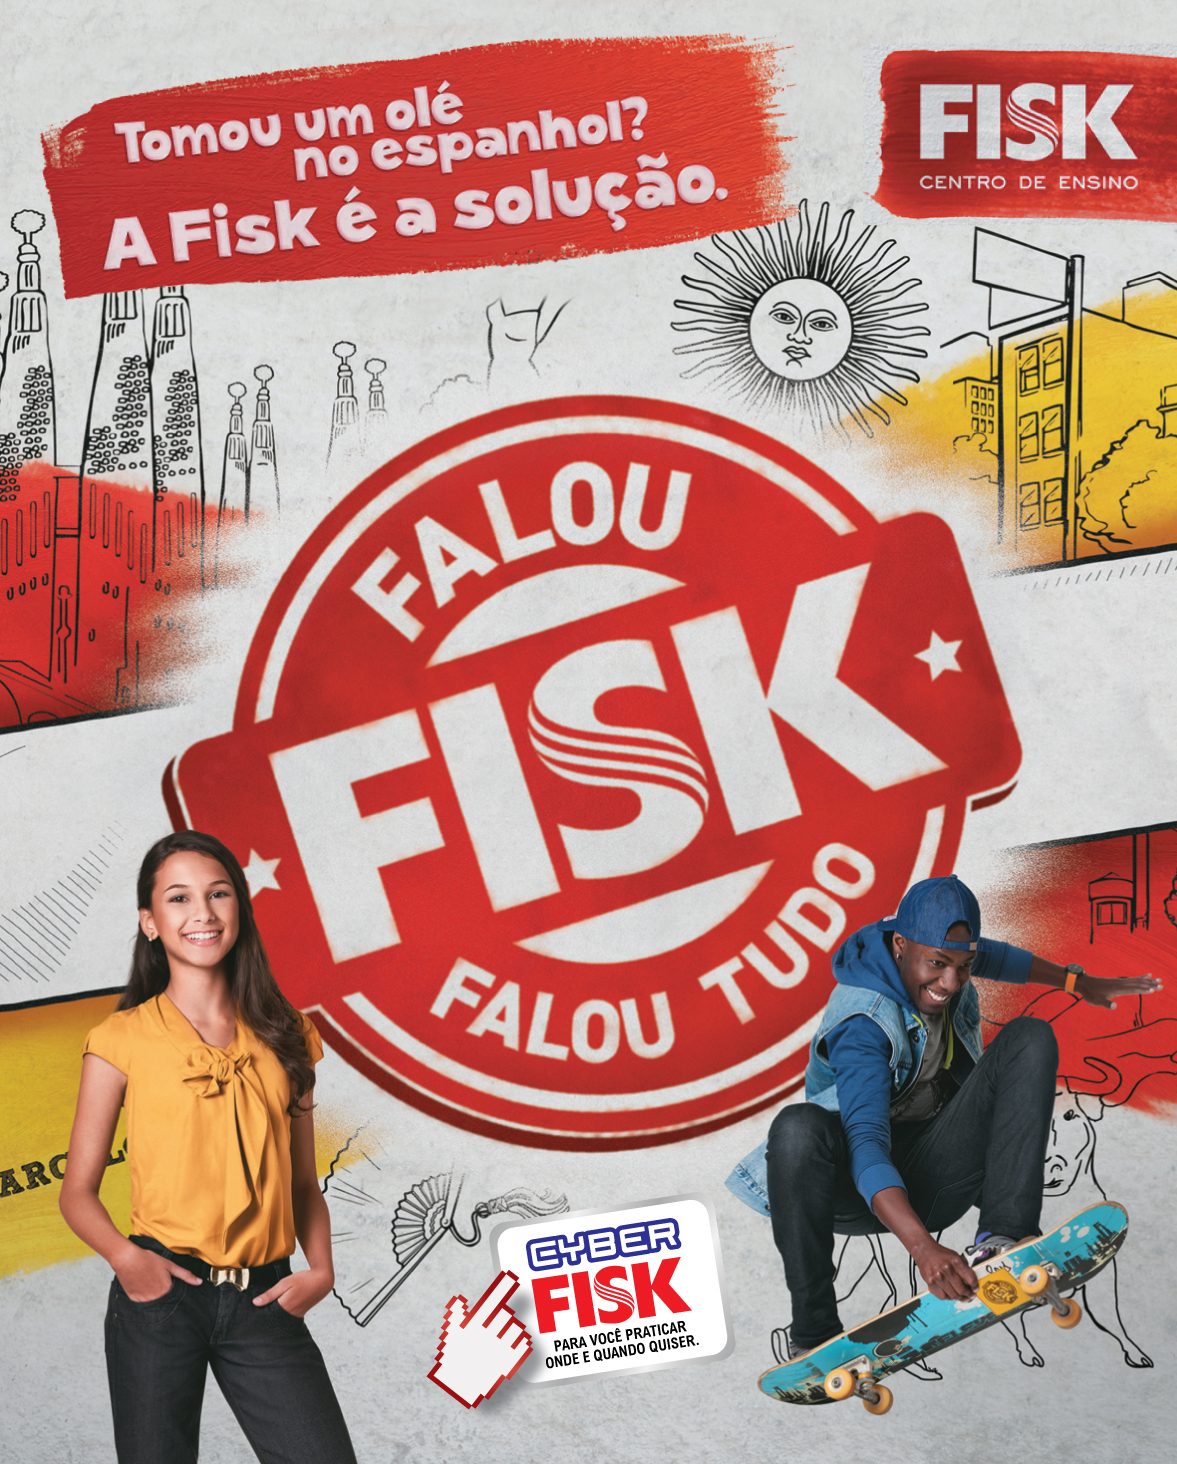 Tomou um olé
no espanhol?
A Fisk é a solução.
FISK
CENTRO DE ENSINO
FALOU
FISK
FALOU TUDO
CYBER
FISK
PARA VOCÊ PRATICAR
ONDE E QUANDO QUISER.